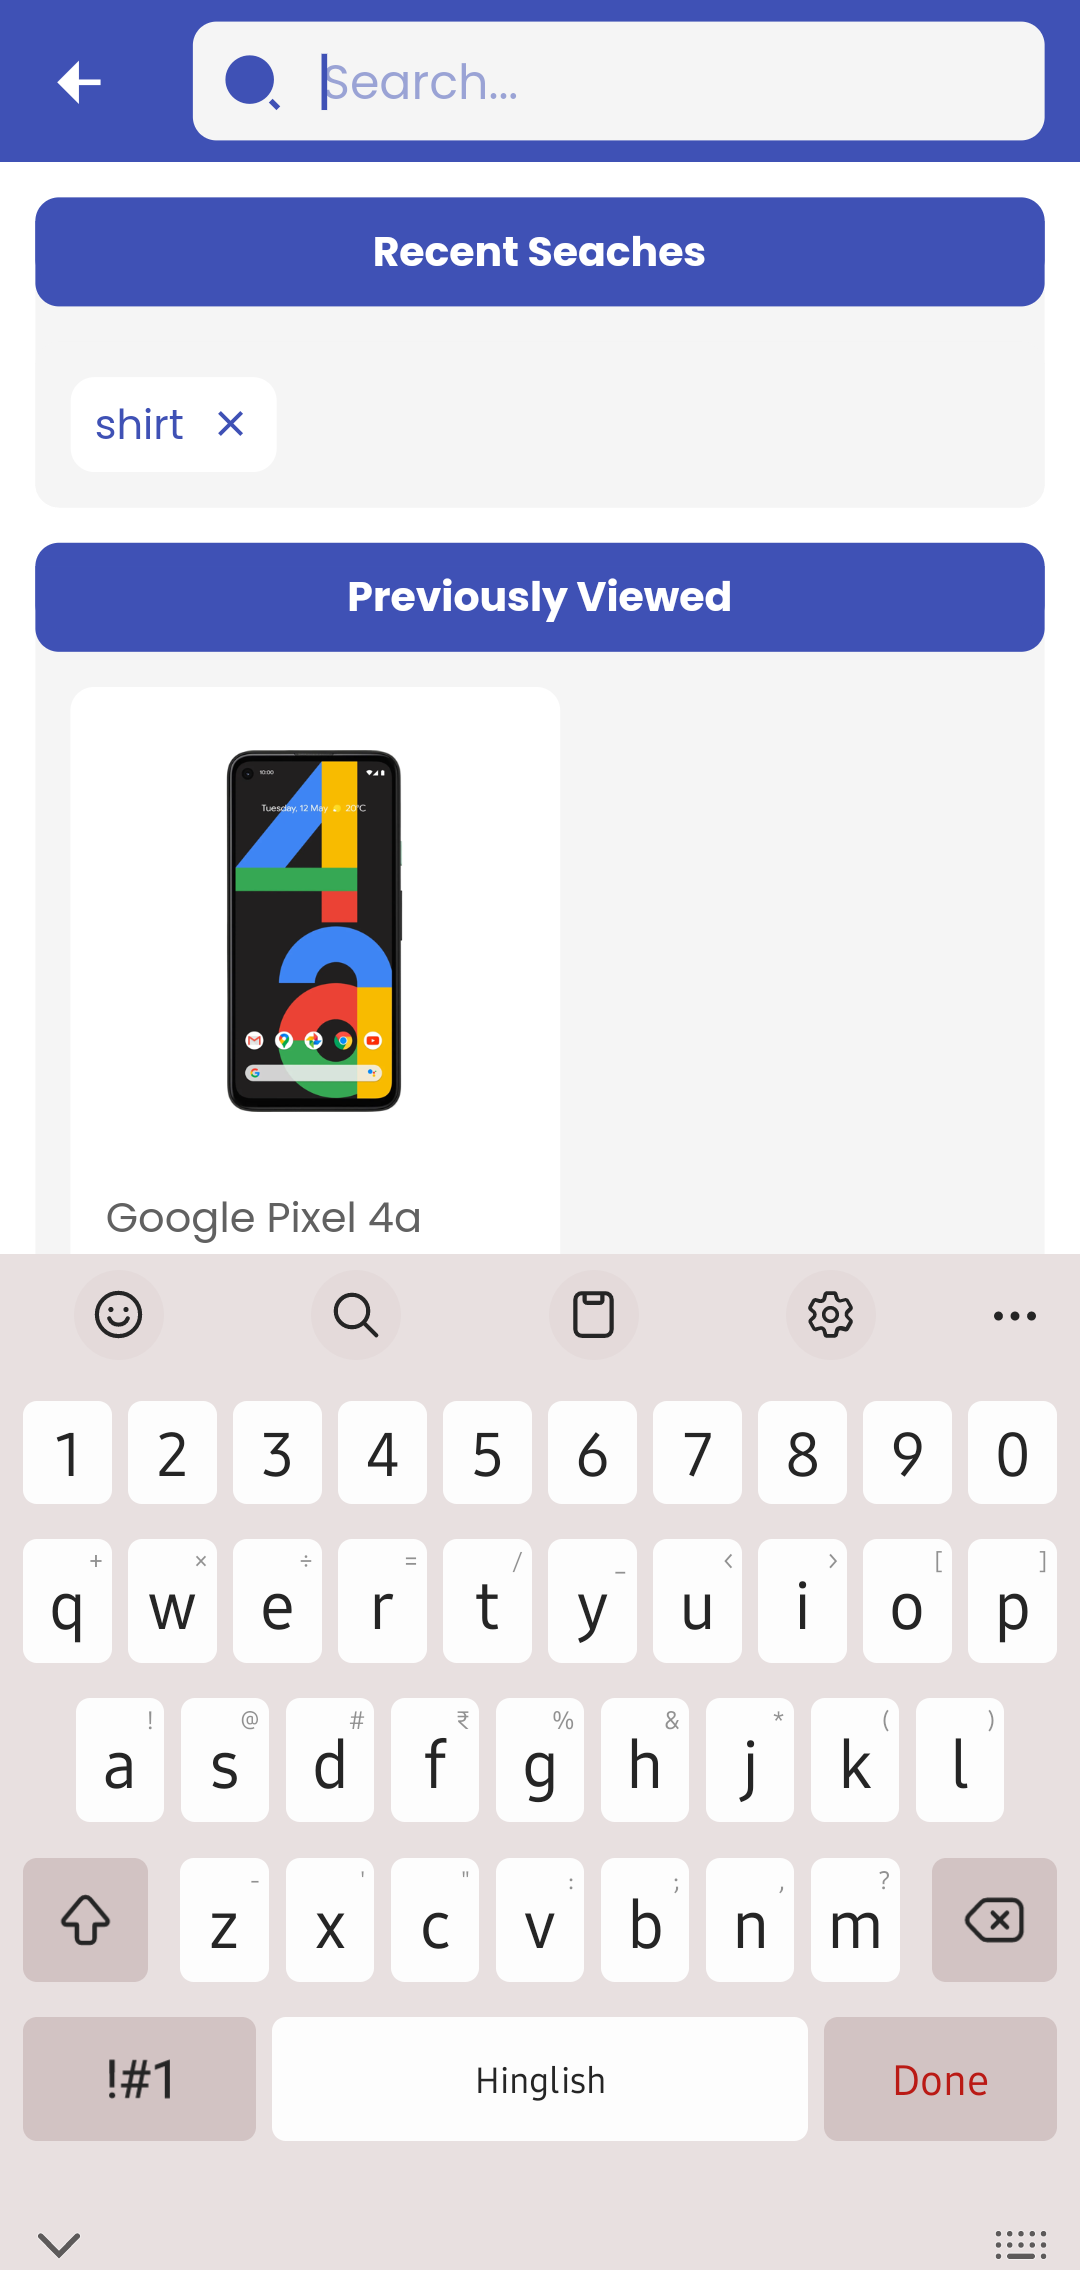 Search...
Recent Seaches
shirt
Previously Viewed
10:00
Tuesday, 12 May 20°C
Google Pixel 4a
1 2 3 4 5 6 7 8 9 0
+ × ÷ = / _ < > [ ]
q w e r t y u i o p
! @ # ₹ % & * ( )
a s d f g h j k l
- ' " : ; , ?
z x c v b n m
!#1 Hinglish Done